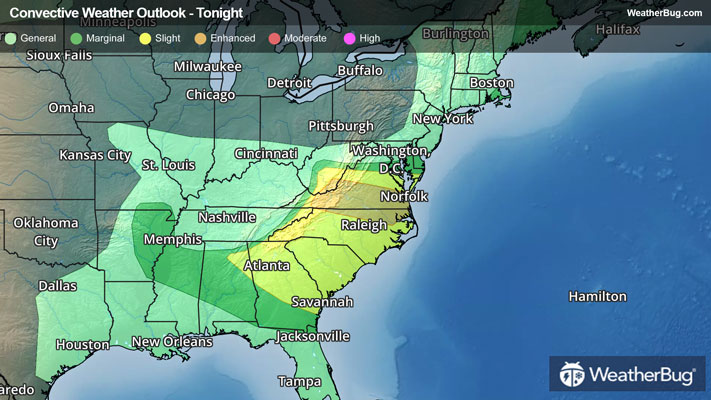 Convective Weather Outlook - Tonight
WeatherBug.com
General Marginal Slight Enhanced Moderate High
Minneapolis
Burlington
Halifax
Sioux Falls
Milwaukee
Buffalo
Detroit
Boston
Chicago
Omaha
New York
Pittsburgh
Kansas City
Cincinnati
Washington,
D.C.
St. Louis
Norfolk
Nashville
Oklahoma
City
Raleigh
Memphis
Atlanta
Dallas
Hamilton
Savannah
Jacksonville
Houston
New Orleans
Tampa
aredo
WeatherBug